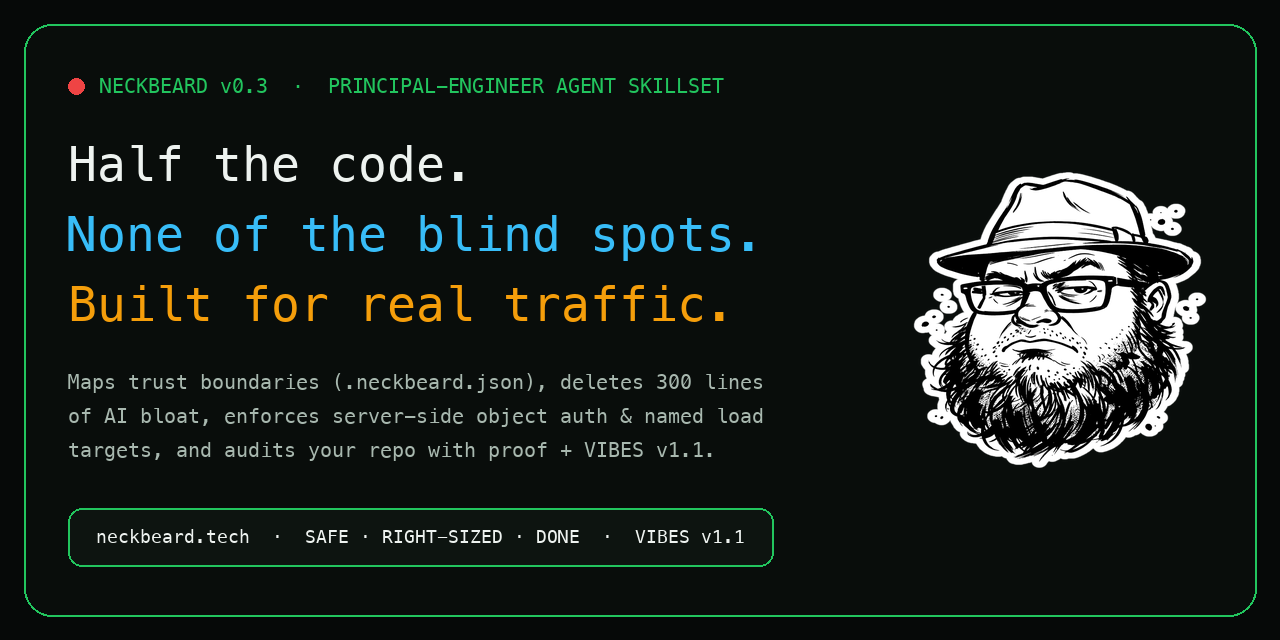 NECKBEARD v0.3 · PRINCIPAL–ENGINEER AGENT SKILLSET
Half the code.
None of the blind spots.
Built for real traffic.
Maps trust boundaries (.neckbeard.json), deletes 300 lines
of AI bloat, enforces server–side object auth & named load
targets, and audits your repo with proof + VIBES v1.1.
neckbeard.tech · SAFE · RIGHT–SIZED · DONE · VIBES v1.1